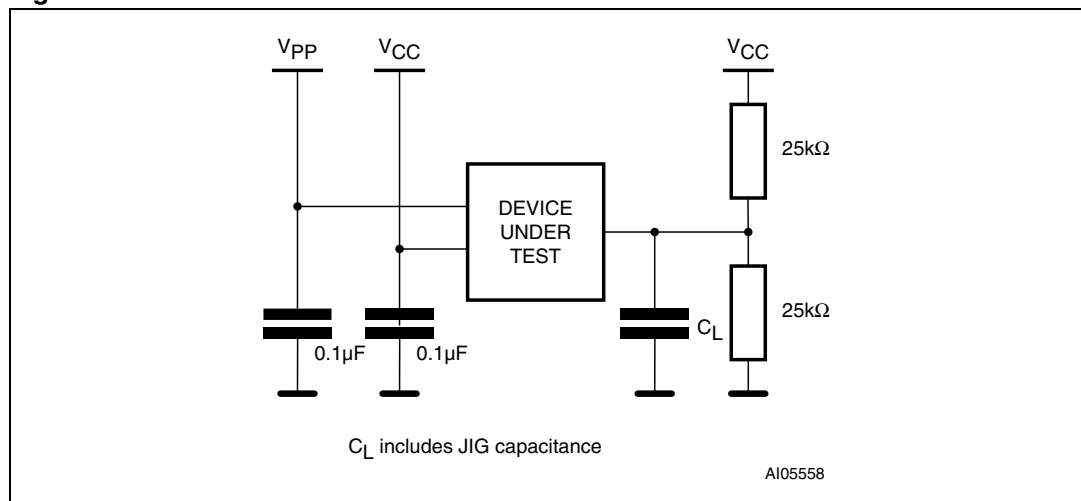 VPP
VCC
VCC
25kΩ
DEVICE
UNDER
TEST
CL
25kΩ
0.1µF
0.1µF
CL includes JIG capacitance
AI05558